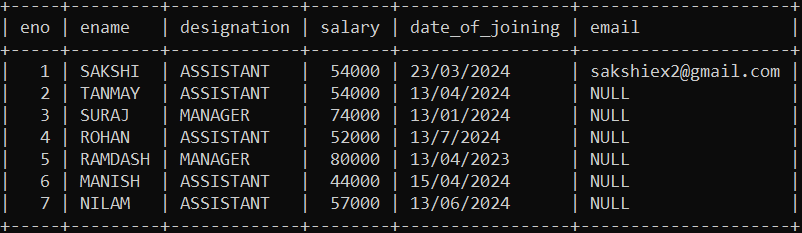 +-----+---------+-------------+--------+-----------------+--------------------+
| eno | ename   | designation | salary | date_of_joining | email              |
+-----+---------+-------------+--------+-----------------+--------------------+
|   1 | SAKSHI  | ASSISTANT   |  54000 | 23/03/2024      | sakshiex2@gmail.com |
|   2 | TANMAY  | ASSISTANT   |  54000 | 13/04/2024      | NULL               |
|   3 | SURAJ   | MANAGER     |  74000 | 13/01/2024      | NULL               |
|   4 | ROHAN   | ASSISTANT   |  52000 | 13/7/2024       | NULL               |
|   5 | RAMDASH | MANAGER     |  80000 | 13/04/2023      | NULL               |
|   6 | MANISH  | ASSISTANT   |  44000 | 15/04/2024      | NULL               |
|   7 | NILAM   | ASSISTANT   |  57000 | 13/06/2024      | NULL               |
+-----+---------+-------------+--------+-----------------+--------------------+